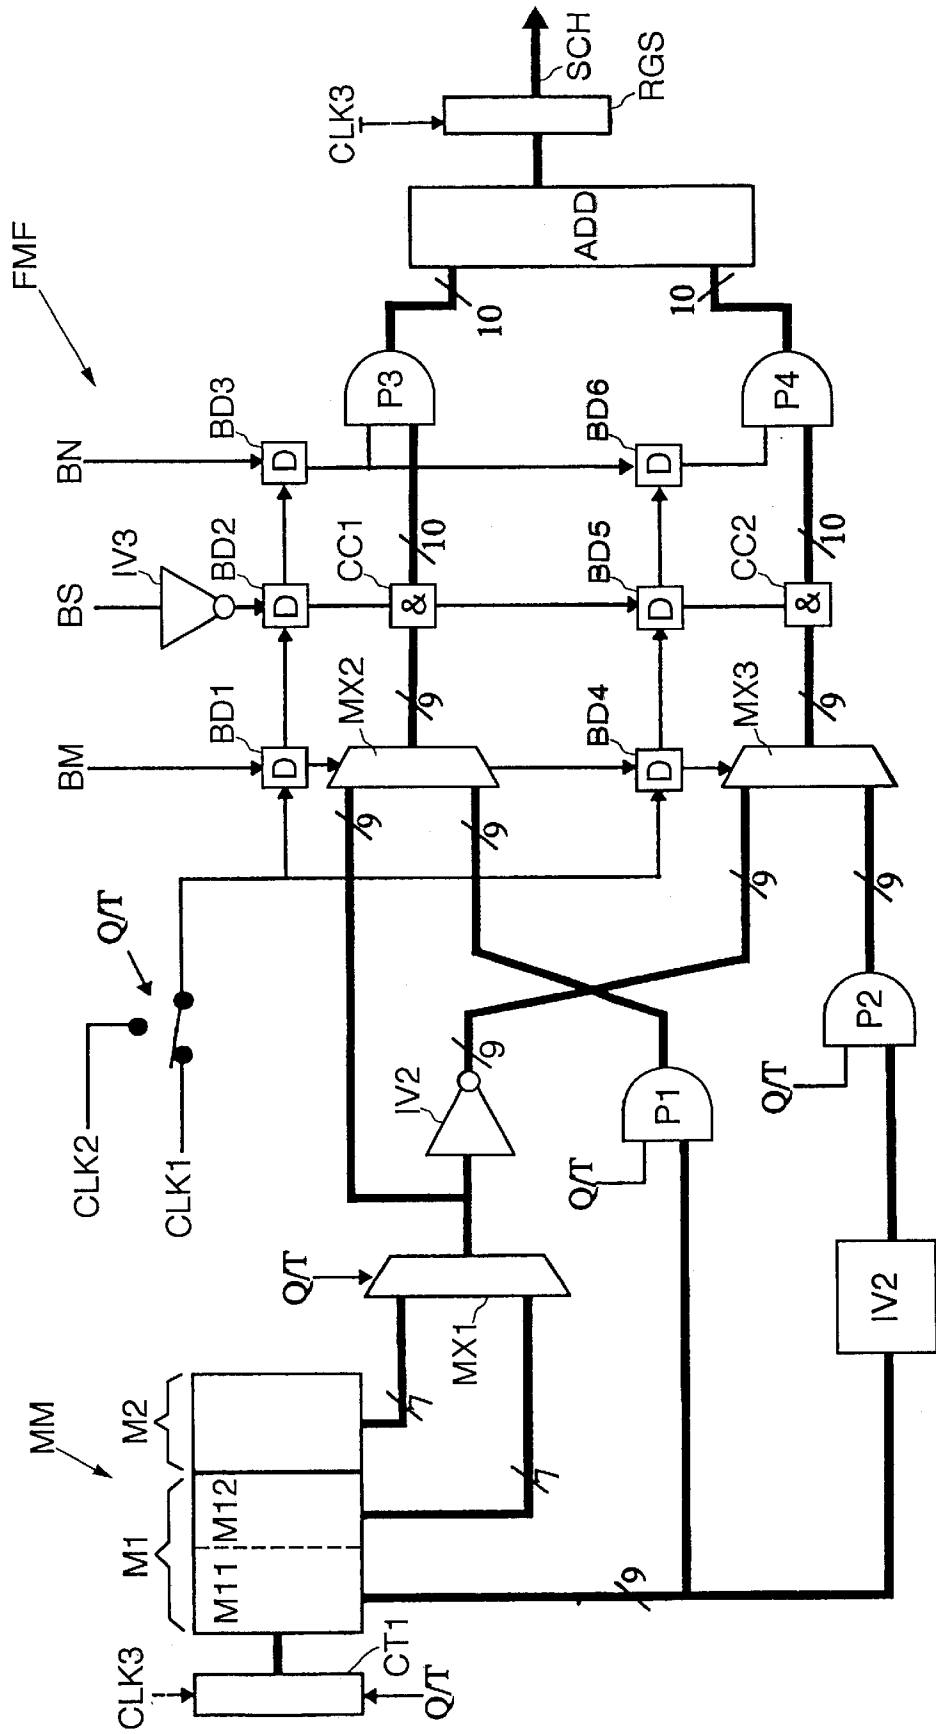 FMF
BN
BS
BM
IV3
BD3
BD2
BD1
CLK3
SCH
RGS
ADD
10
10
P3
P4
BD6
BD5
BD4
D
D
D
D
D
D
10
10
CC1
CC2
&
&
MX2
MX3
9
9
9
9
9
9
Q/T
CLK2
CLK1
IV2
9
P1
P2
Q/T
Q/T
Q/T
MX1
IV2
MM
M2
M1
M12
M11
7
7
9
CLK3
CT1
Q/T